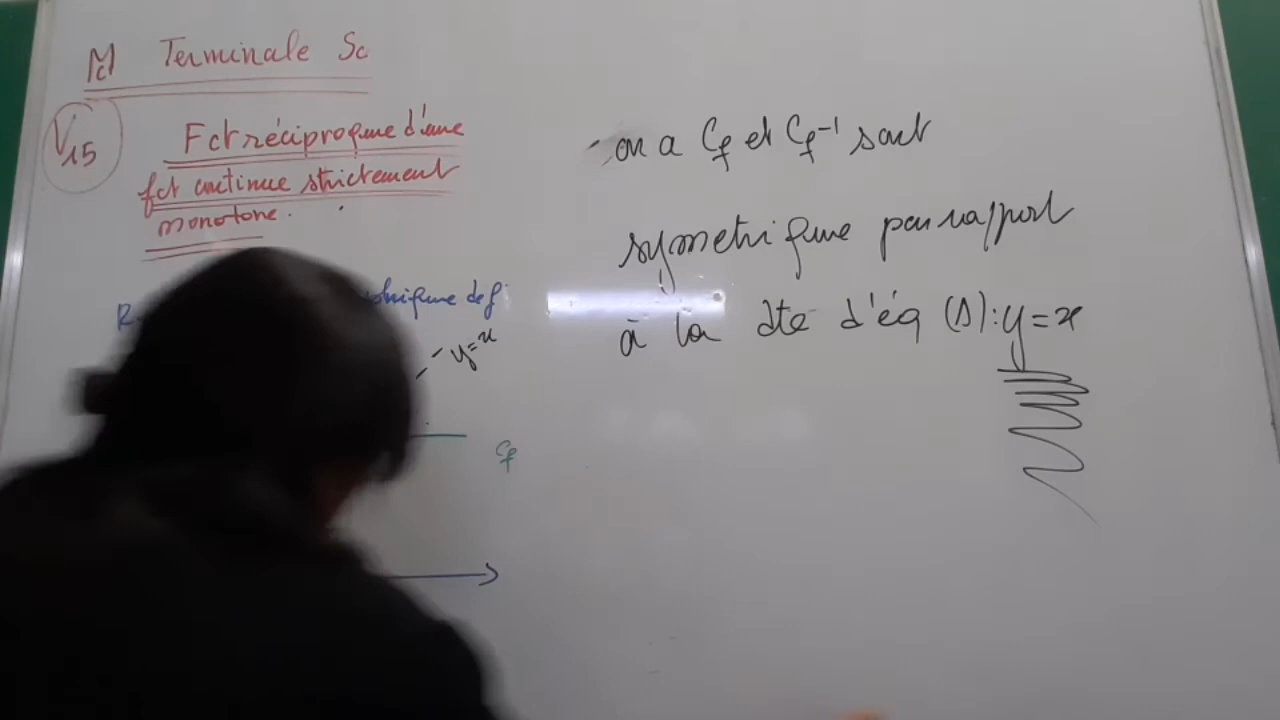 Terminale Sc
V15
Fct réciproque d'une
fct continue strictement
monotone.
de f
y=x
Cf
on a Cf et Cf⁻¹ sont
symetrique par rapport
à la dte d'éq (Δ): y=x